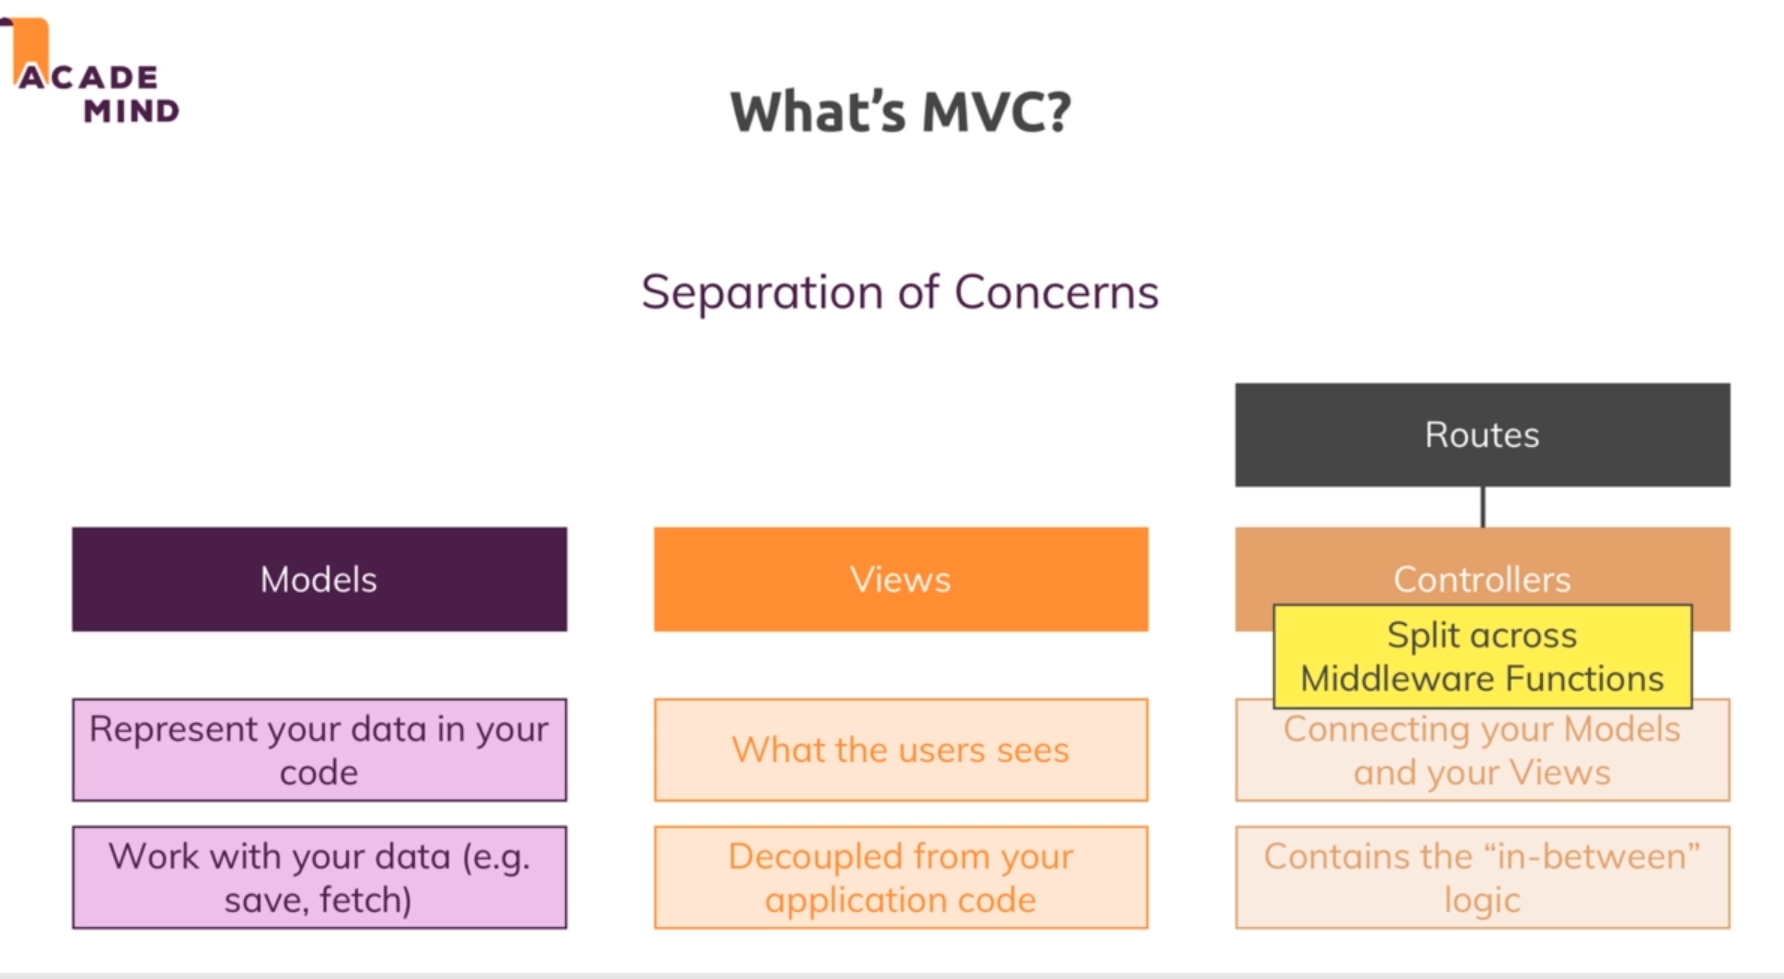 ACADE
MIND
What's MVC?
Separation of Concerns
Routes
Models
Views
Controllers
Split across
Middleware Functions
Represent your data in your
code
What the users sees
Connecting your Models
and your Views
Work with your data (e.g.
save, fetch)
Decoupled from your
application code
Contains the “in-between”
logic